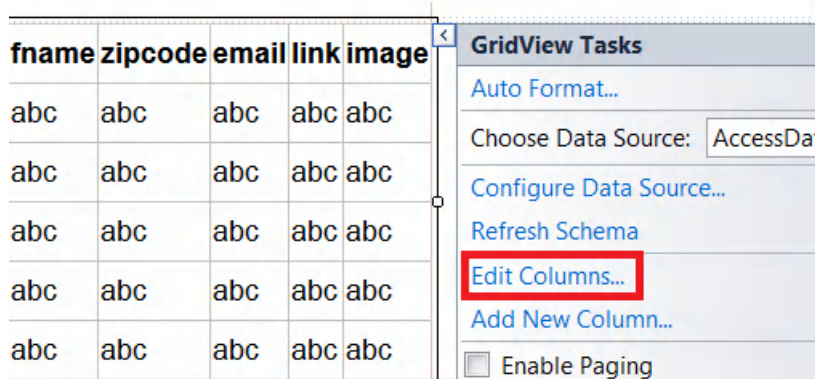 fname zipcode email link image
abc abc abc abc abc
abc abc abc abc abc
abc abc abc abc abc
abc abc abc abc abc
abc abc abc abc abc
<
GridView Tasks
Auto Format...
Choose Data Source: AccessDa
Configure Data Source...
Refresh Schema
Edit Columns...
Add New Column...
Enable Paging